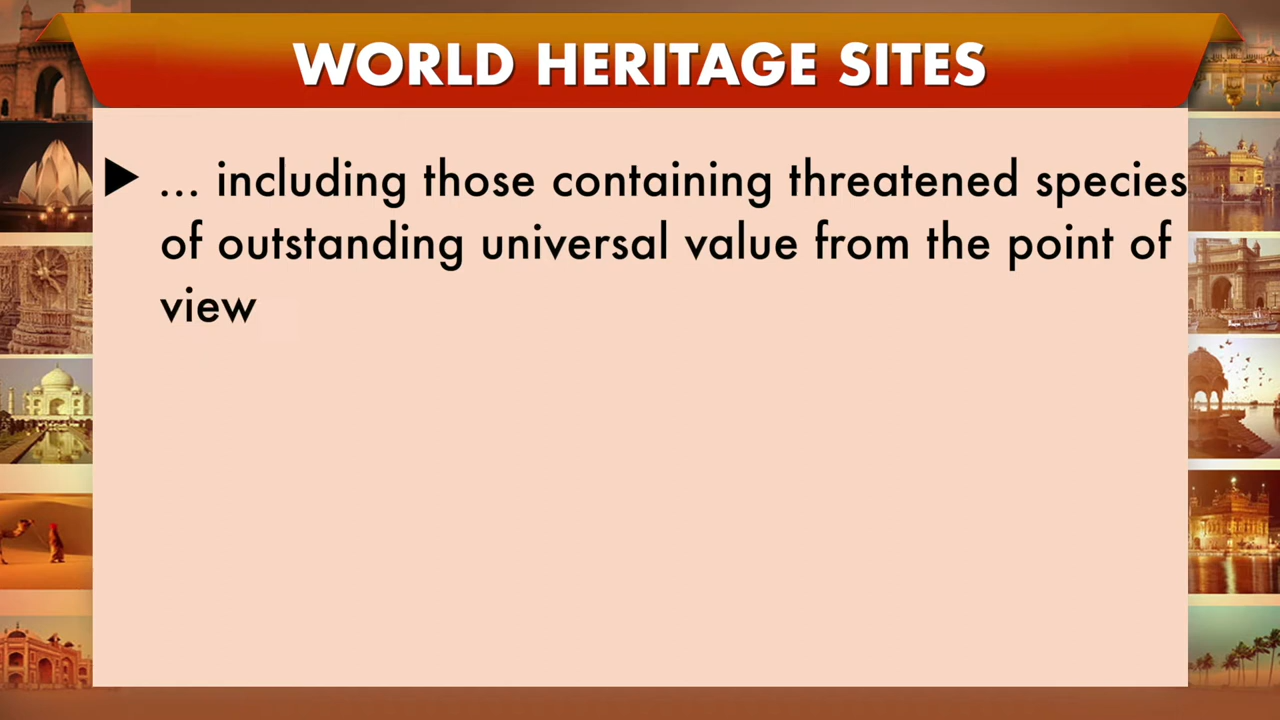 WORLD HERITAGE SITES
... including those containing threatened species
of outstanding universal value from the point of
view